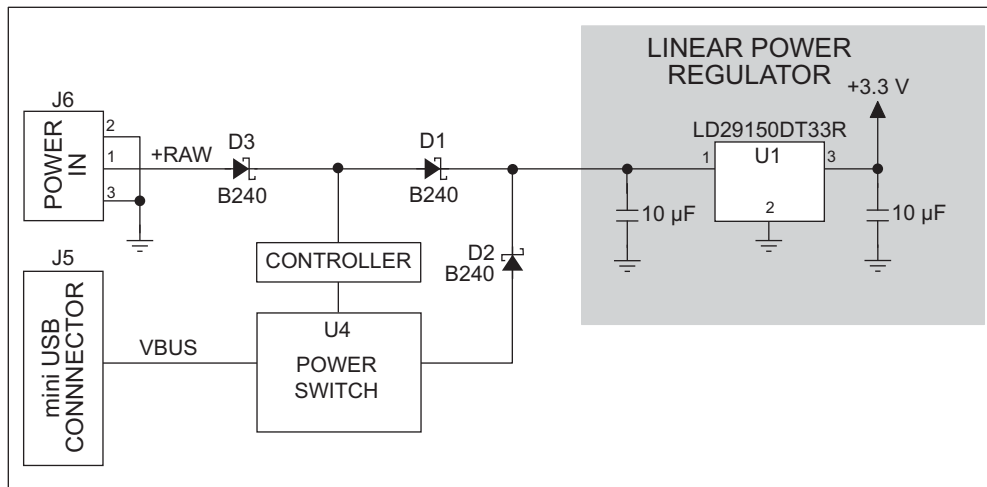 LINEAR POWER
REGULATOR
+3.3 V
LD29150DT33R
U1
1
3
2
10 µF
10 µF
J6
POWER
IN
2
1
3
+RAW
D3
B240
D1
B240
D2
B240
CONTROLLER
J5
mini USB
CONNNECTOR
VBUS
U4
POWER
SWITCH